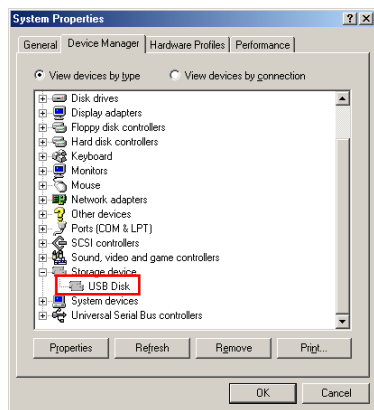 System Properties
General Device Manager Hardware Profiles Performance
View devices by type View devices by connection
Disk drives
Display adapters
Floppy disk controllers
Hard disk controllers
Keyboard
Monitors
Mouse
Network adapters
Other devices
Ports (COM & LPT)
SCSI controllers
Sound, video and game controllers
Storage device
USB Disk
System devices
Universal Serial Bus controllers
Properties Refresh Remove Print...
OK Cancel